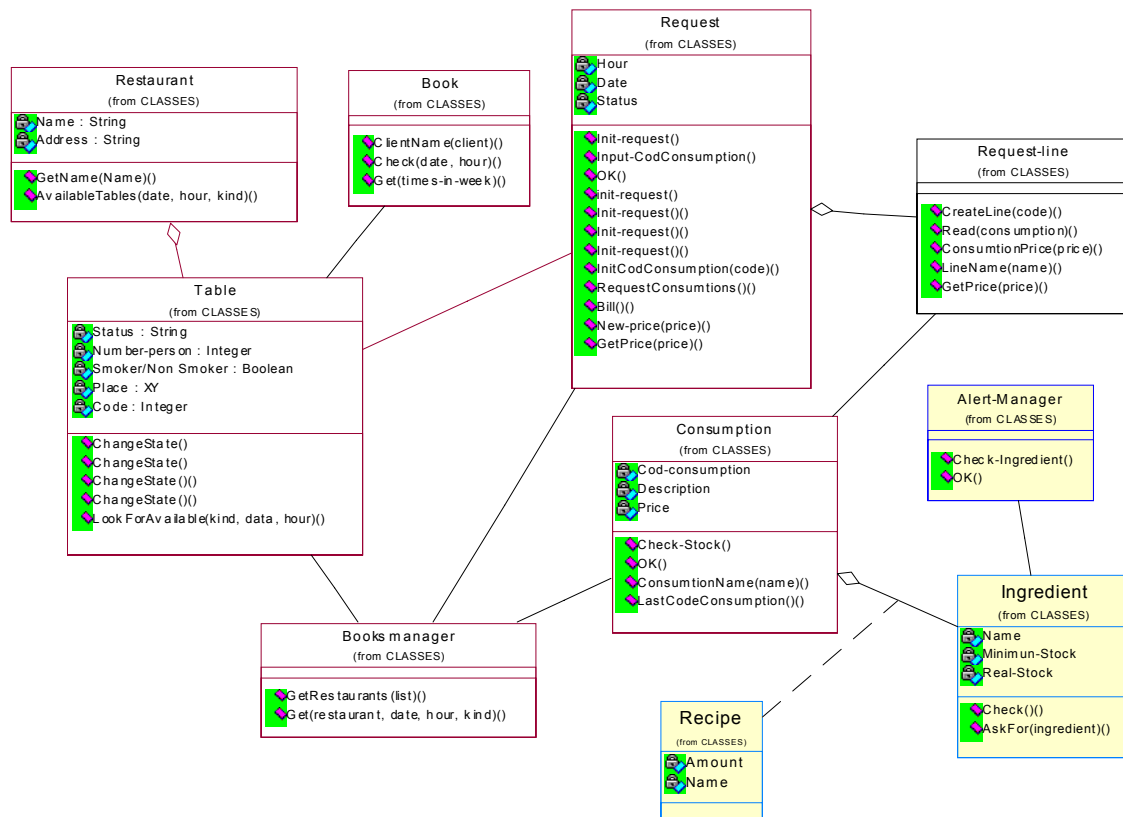 Request
(from CLASSES)
Hour
Date
Status
Init-request()
Input-CodConsumption()
OK()
init-request()
Init-request()()
Init-request()()
Init-request()()
InitCodConsumption(code)()
RequestConsumtions()()
Bill()()
New-price(price)()
GetPrice(price)()
Restaurant
(from CLASSES)
Name : String
Address : String
GetName(Name)()
AvailableTables(date, hour, kind)()
Book
(from CLASSES)
ClientName(client)()
Check(date, hour)()
Get(times-in-week)()
Request-line
(from CLASSES)
CreateLine(code)()
Read(consumption)()
ConsumtionPrice(price)()
LineName(name)()
GetPrice(price)()
Table
(from CLASSES)
Status : String
Number-person : Integer
Smoker/Non Smoker : Boolean
Place : XY
Code : Integer
ChangeState()
ChangeState()
ChangeState()()
ChangeState()()
LookForAvailable(kind, data, hour)()
Consumption
(from CLASSES)
Cod-consumption
Description
Price
Check-Stock()
OK()
ConsumtionName(name)()
LastCodeConsumption()()
Alert-Manager
(from CLASSES)
Check-Ingredient()
OK()
Ingredient
(from CLASSES)
Name
Minimun-Stock
Real-Stock
Check()()
AskFor(ingredient)()
Booksmanager
(from CLASSES)
GetRestaurants(list)()
Get(restaurant, date, hour, kind)()
Recipe
(from CLASSES)
Amount
Name